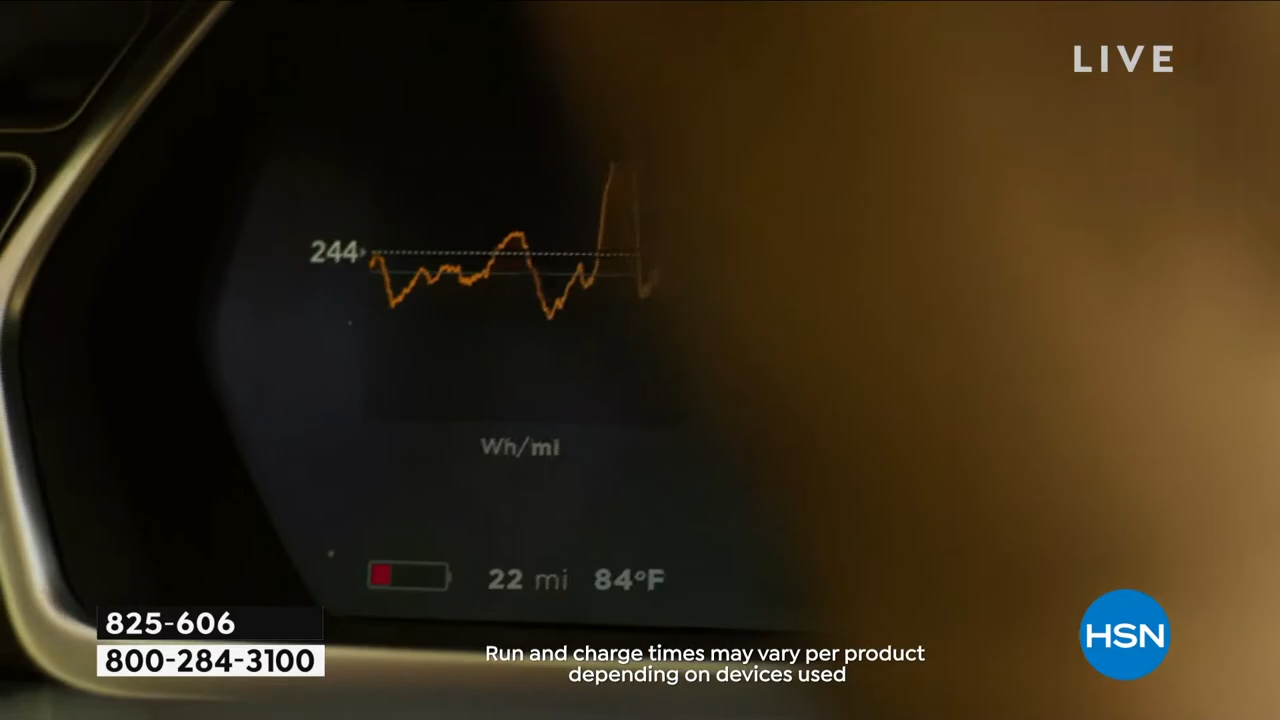 LIVE
244
Wh/mi
22 mi 84°F
825-606
800-284-3100
Run and charge times may vary per product
depending on devices used
HSN